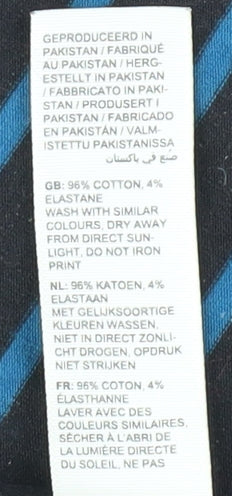 GEPRODUCEERD IN
PAKISTAN / FABRIQUÉ
AU PAKISTAN / HERG-
ESTELLT IN PAKISTAN
/ FABBRICATO IN PAKI-
STAN / PRODUSERT I
PAKISTAN / FABRICADO
EN PAKISTÁN / VALM-
ISTETTU PAKISTANISSA
صُنع في باكستان
GB: 96% COTTON, 4%
ELASTANE
WASH WITH SIMILAR
COLOURS, DRY AWAY
FROM DIRECT SUN-
LIGHT, DO NOT IRON
PRINT
NL: 96% KATOEN, 4%
ELASTAAN
MET GELIJKSOORTIGE
KLEUREN WASSEN,
NIET IN DIRECT ZONLI-
CHT DROGEN, OPDRUK
NIET STRIJKEN
FR: 96% COTON, 4%
ÉLASTHANNE
LAVER AVEC DES
COULEURS SIMILAIRES,
SÉCHER À L'ABRI DE
LA LUMIÈRE DIRECTE
DU SOLEIL, NE PAS